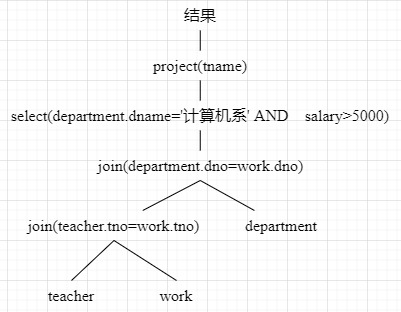 结果
project(tname)
select(department.dname='计算机系' AND salary>5000)
join(department.dno=work.dno)
join(teacher.tno=work.tno) department
teacher work